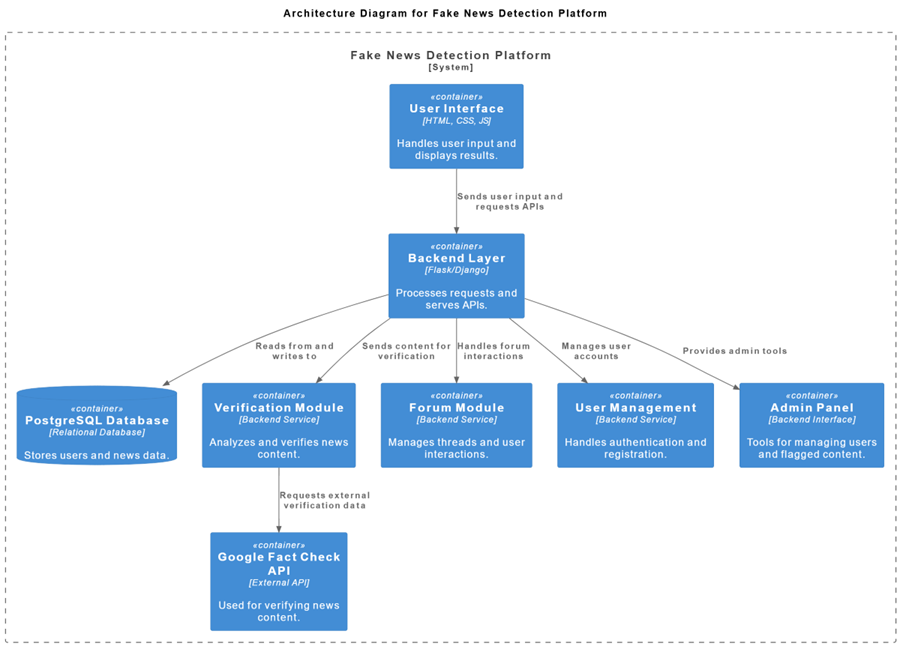 Architecture Diagram for Fake News Detection Platform
Fake News Detection Platform
[System]
«container»
User Interface
[HTML, CSS, JS]
Handles user input and
displays results.
Sends user input and
requests APIs
«container»
Backend Layer
[Flask/Django]
Processes requests and
serves APIs.
Reads from and
writes to
Sends content for
verification
Handles forum
interactions
Manages user
accounts
Provides admin tools
«container»
PostgreSQL Database
[Relational Database]
Stores users and news data.
«container»
Verification Module
[Backend Service]
Analyzes and verifies news
content.
«container»
Forum Module
[Backend Service]
Manages threads and user
interactions.
«container»
User Management
[Backend Service]
Handles authentication and
registration.
«container»
Admin Panel
[Backend Interface]
Tools for managing users
and flagged content.
Requests external
verification data
«container»
Google Fact Check
API
[External API]
Used for verifying news
content.